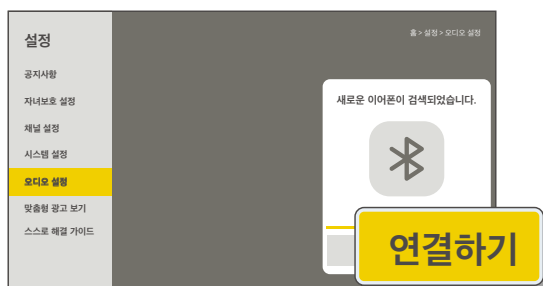 설정
홈 > 설정 > 오디오 설정
공지사항
자녀보호 설정
채널 설정
시스템 설정
오디오 설정
맞춤형 광고 보기
스스로 해결 가이드
새로운 이어폰이 검색되었습니다.
연결하기